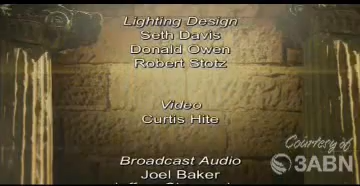 Lighting Design
Seth Davis
Donald Owen
Robert Stotz
Video
Curtis Hite
Broadcast Audio
Joel Baker
Courtesy of
3ABN